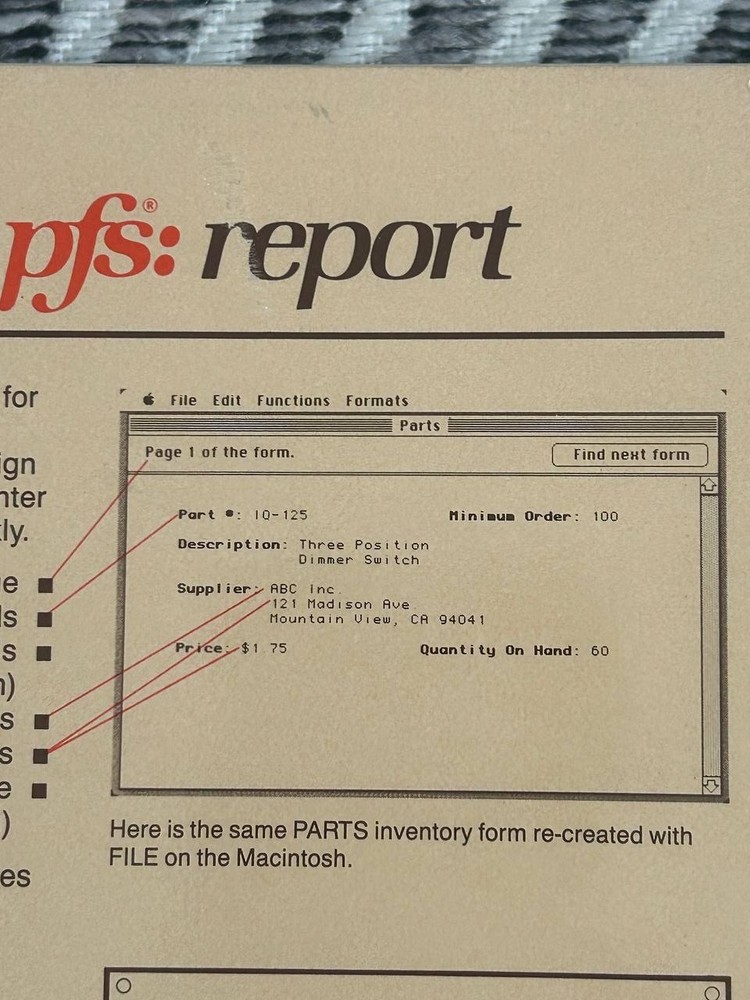 pfs:® report
for
ign
nter
ly.
e ■
ls ■
s ■
)
s ■
s ■
e ■
)
es
File Edit Functions Formats
Parts
Page 1 of the form.
Find next form
Part #: IQ-125 Minimum Order: 100
Description: Three Position
Dimmer Switch
Supplier: ABC Inc.
121 Madison Ave.
Mountain View, CA 94041
Price: $1.75 Quantity On Hand: 60
Here is the same PARTS inventory form re-created with
FILE on the Macintosh.